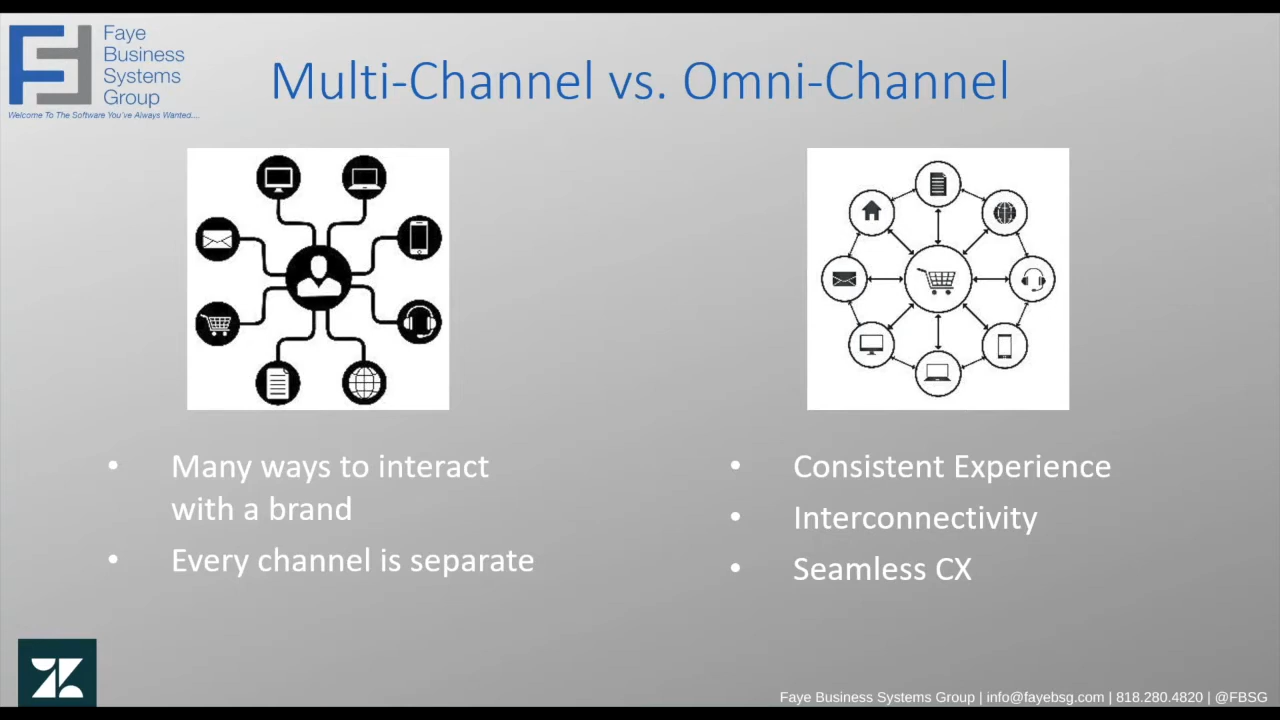 Faye
Business
Systems
Group
Welcome To The Software You've Always Wanted....
Multi-Channel vs. Omni-Channel
• Many ways to interact
with a brand
• Every channel is separate
• Consistent Experience
• Interconnectivity
• Seamless CX
Faye Business Systems Group | info@fayebsg.com | 818.280.4820 | @FBSG